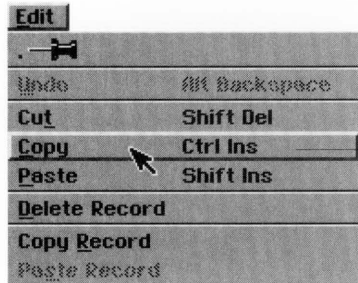 Edit
Undo Alt Backspace
Cut Shift Del
Copy Ctrl Ins
Paste Shift Ins
Delete Record
Copy Record
Paste Record